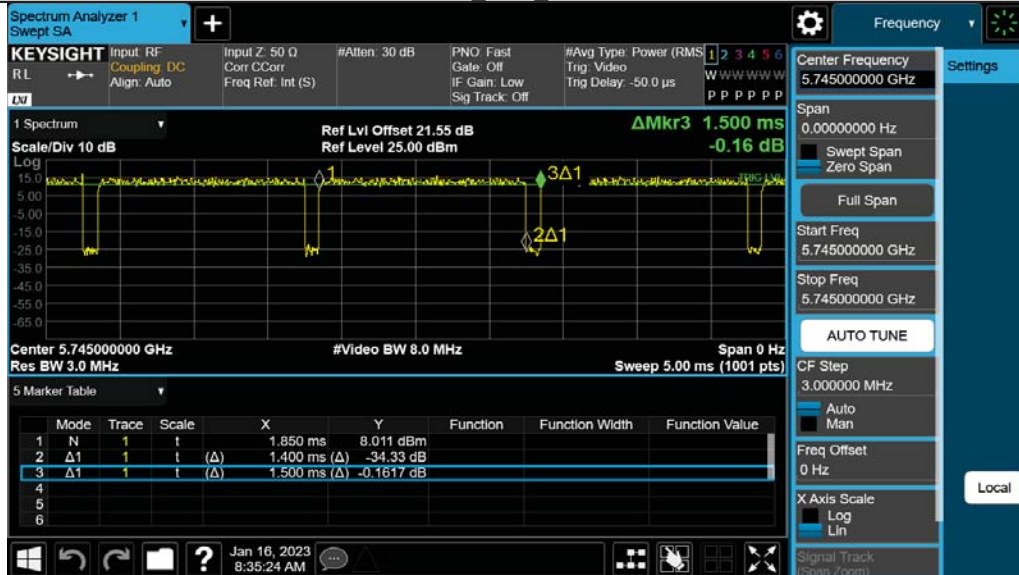 Spectrum Analyzer 1
Swept SA
+
Frequency
KEYSIGHT
RL
LXI
Input: RF
Coupling: DC
Align: Auto
Input Z: 50 Ω
Corr CCorr
Freq Ref: Int (S)
#Atten: 30 dB
PNO: Fast
Gate: Off
IF Gain: Low
Sig Track: Off
#Avg Type: Power (RMS
Trig: Video
Trig Delay: -50.0 µs
1 2 3 4 5 6
W W W W W W
P P P P P P
1 Spectrum
Scale/Div 10 dB
Ref Lvl Offset 21.55 dB
Ref Level 25.00 dBm
ΔMkr3 1.500 ms
-0.16 dB
Log
15.0
5.00
-5.00
-15.0
-25.0
-35.0
-45.0
-55.0
-65.0
1
3Δ1
2Δ1
TRIG LVL
Center 5.745000000 GHz
Res BW 3.0 MHz
#Video BW 8.0 MHz
Span 0 Hz
Sweep 5.00 ms (1001 pts)
5 Marker Table
Mode Trace Scale X Y Function Function Width Function Value
1 N 1 t 1.850 ms 8.011 dBm
2 Δ1 1 t (Δ) 1.400 ms (Δ) -34.33 dB
3 Δ1 1 t (Δ) 1.500 ms (Δ) -0.1617 dB
4
5
6
?
Jan 16, 2023
8:35:24 AM
Center Frequency
5.745000000 GHz
Span
0.00000000 Hz
Swept Span
Zero Span
Full Span
Start Freq
5.745000000 GHz
Stop Freq
5.745000000 GHz
AUTO TUNE
CF Step
3.000000 MHz
Auto
Man
Freq Offset
0 Hz
X Axis Scale
Log
Lin
Signal Track
(Span Zoom)
Settings
Local